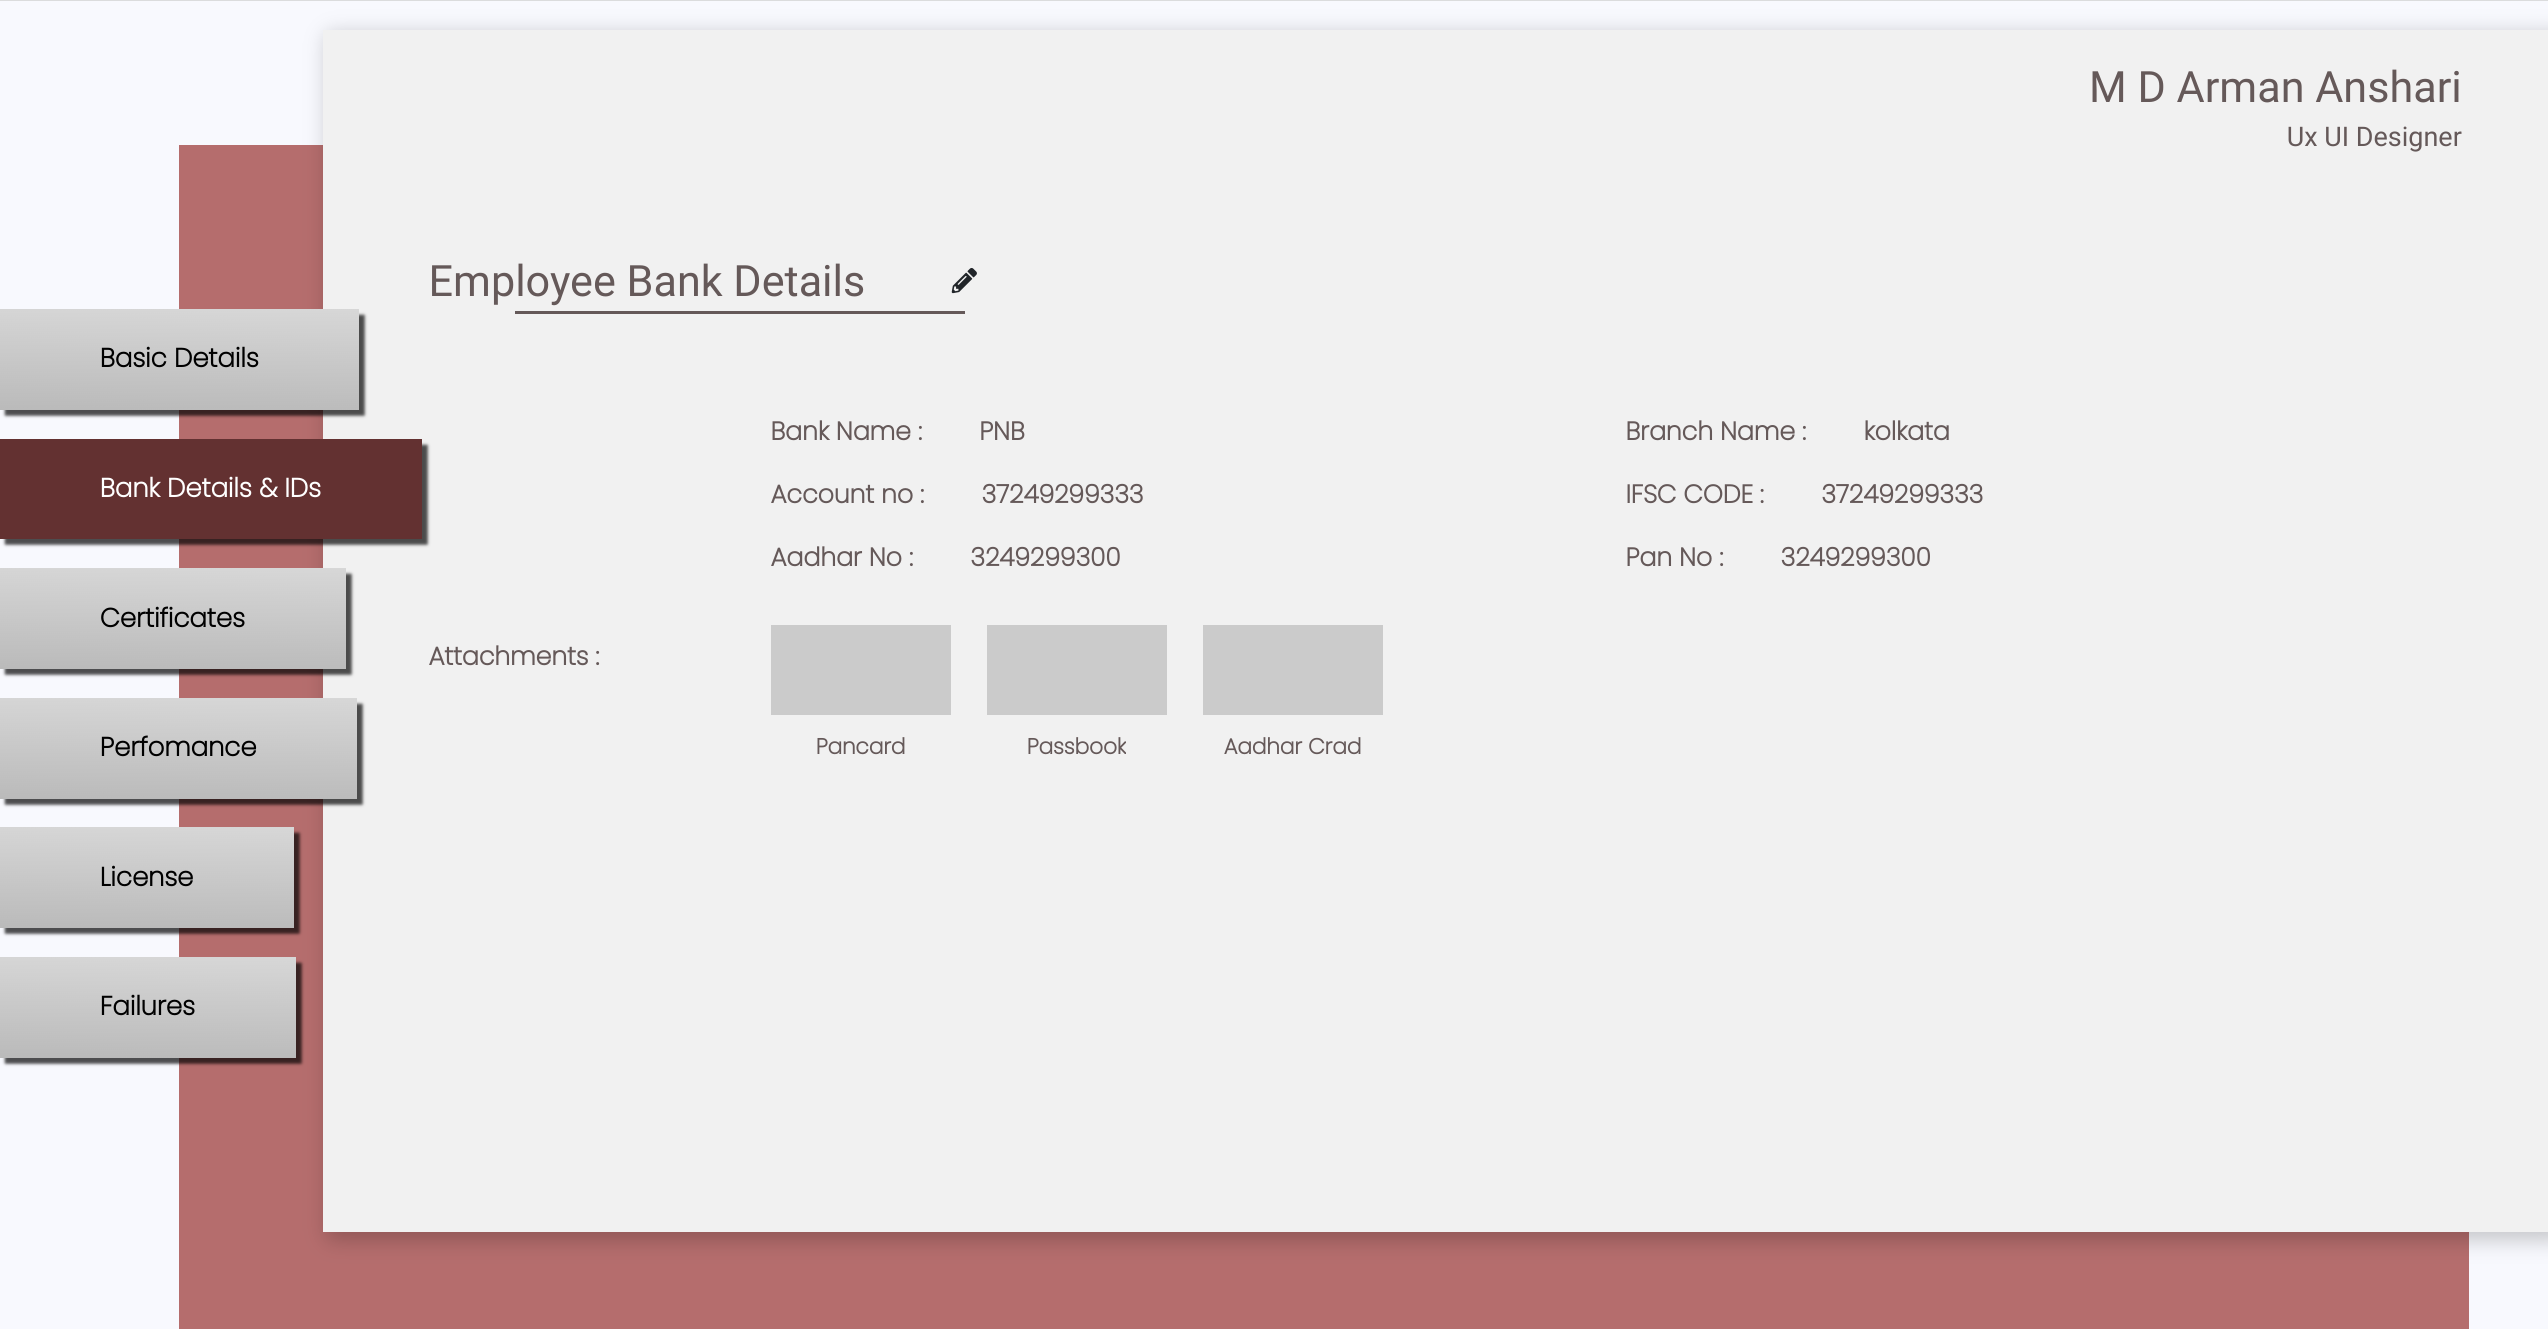 M D Arman Anshari
Ux UI Designer
Employee Bank Details
Basic Details
Bank Details & IDs
Certificates
Perfomance
License
Failures
Bank Name : PNB
Branch Name : kolkata
Account no : 37249299333
IFSC CODE : 37249299333
Aadhar No : 3249299300
Pan No : 3249299300
Attachments :
Pancard
Passbook
Aadhar Crad